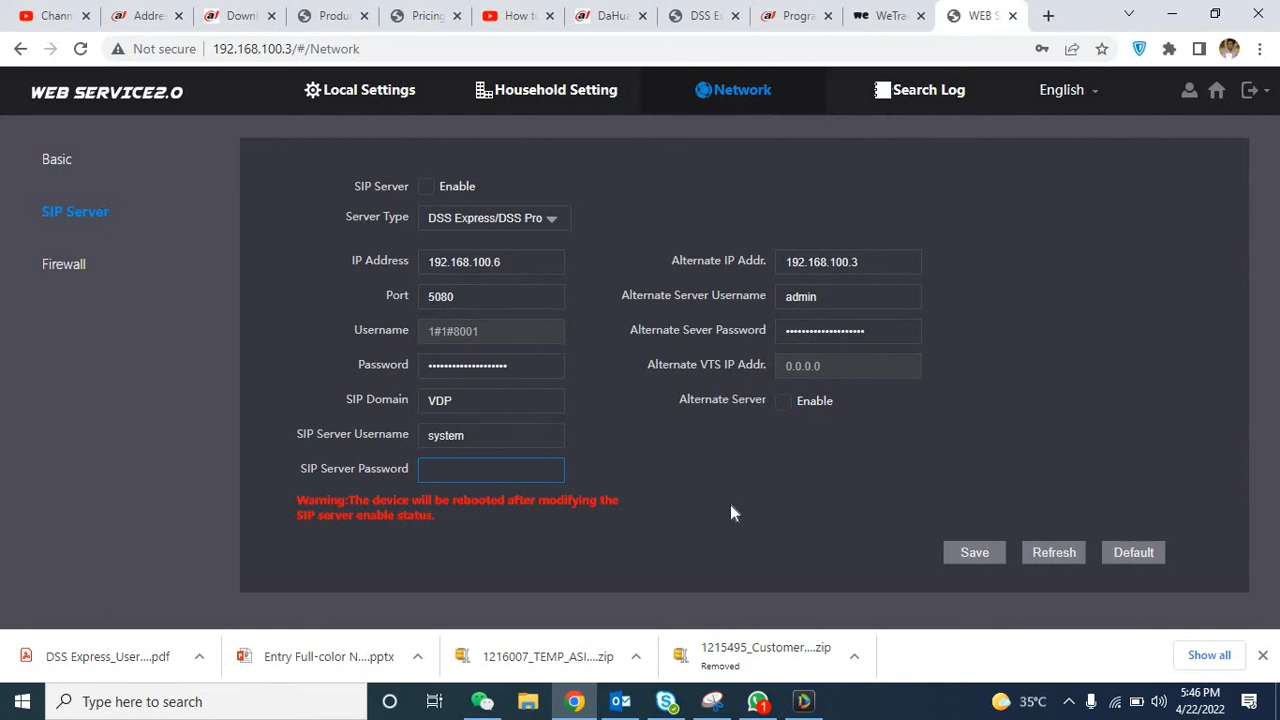 Chann
Addre
Downl
Produc
Pricing
How to
DaHua
DSS Ex
Progra
WeTra
WEB S
Not secure
192.168.100.3/#/Network
WEB SERVICE2.0
Local Settings
Household Setting
Network
Search Log
English
Basic
SIP Server
Firewall
SIP Server
Enable
Server Type
DSS Express/DSS Pro
IP Address
192.168.100.6
Alternate IP Addr.
192.168.100.3
Port
5080
Alternate Server Username
admin
Username
1#1#8001
Alternate Sever Password
••••••••••••••••••••
Password
••••••••••••••••••••
Alternate VTS IP Addr.
0.0.0.0
SIP Domain
VDP
Alternate Server
Enable
SIP Server Username
system
SIP Server Password
Warning:The device will be rebooted after modifying the
SIP server enable status.
Save
Refresh
Default
DSS Express_User....pdf
Entry Full-color N....pptx
1216007_TEMP_ASI....zip
1215495_Customer....zip
Removed
Show all
Type here to search
1
35°C
5:46 PM
4/22/2022